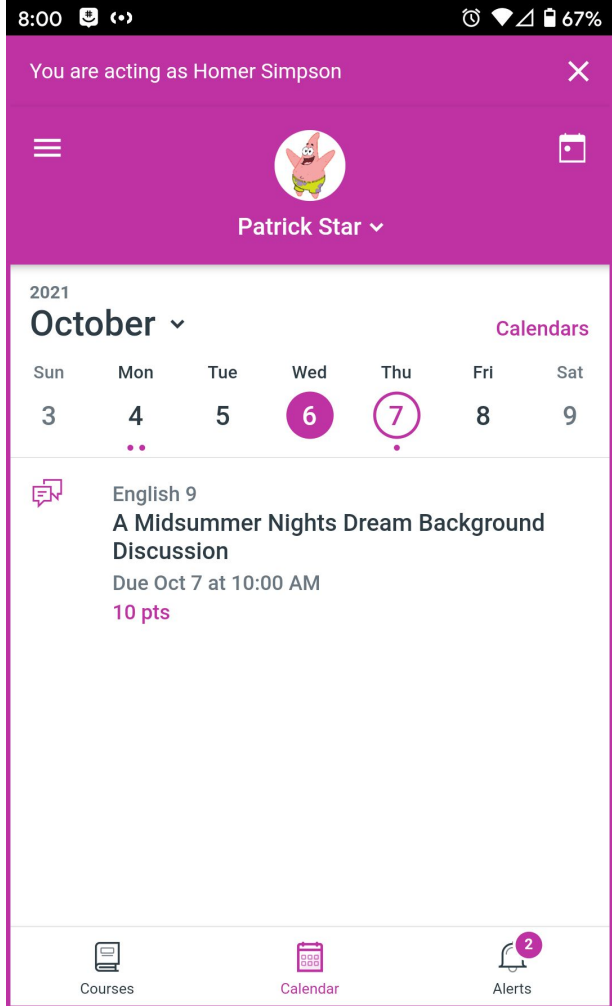 8:00 67%
You are acting as Homer Simpson
Patrick Star
2021
October
Calendars
Sun Mon Tue Wed Thu Fri Sat
3 4 5 6 7 8 9
English 9
A Midsummer Nights Dream Background
Discussion
Due Oct 7 at 10:00 AM
10 pts
2
Courses Calendar Alerts